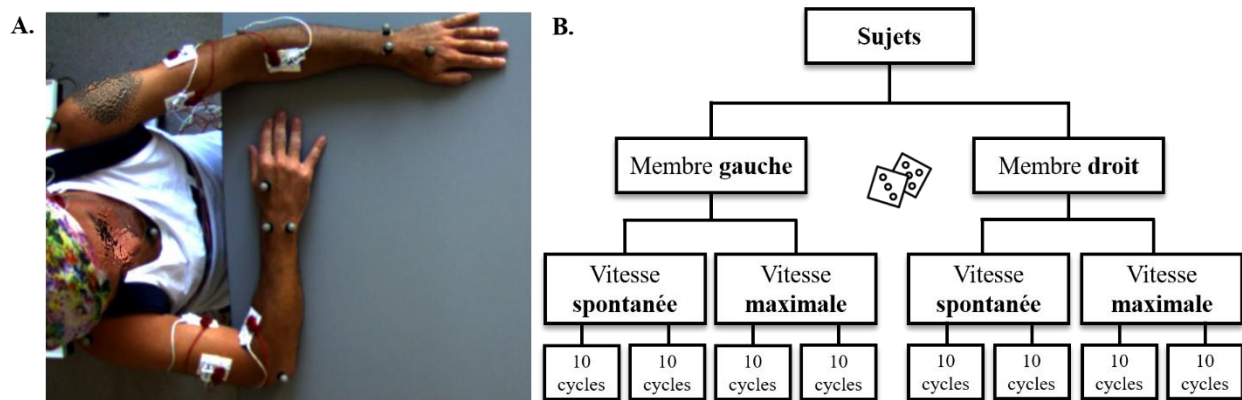 A.
B.
Sujets
Membre gauche
Membre droit
Vitesse
spontanée
Vitesse
maximale
Vitesse
spontanée
Vitesse
maximale
10
cycles
10
cycles
10
cycles
10
cycles
10
cycles
10
cycles
10
cycles
10
cycles